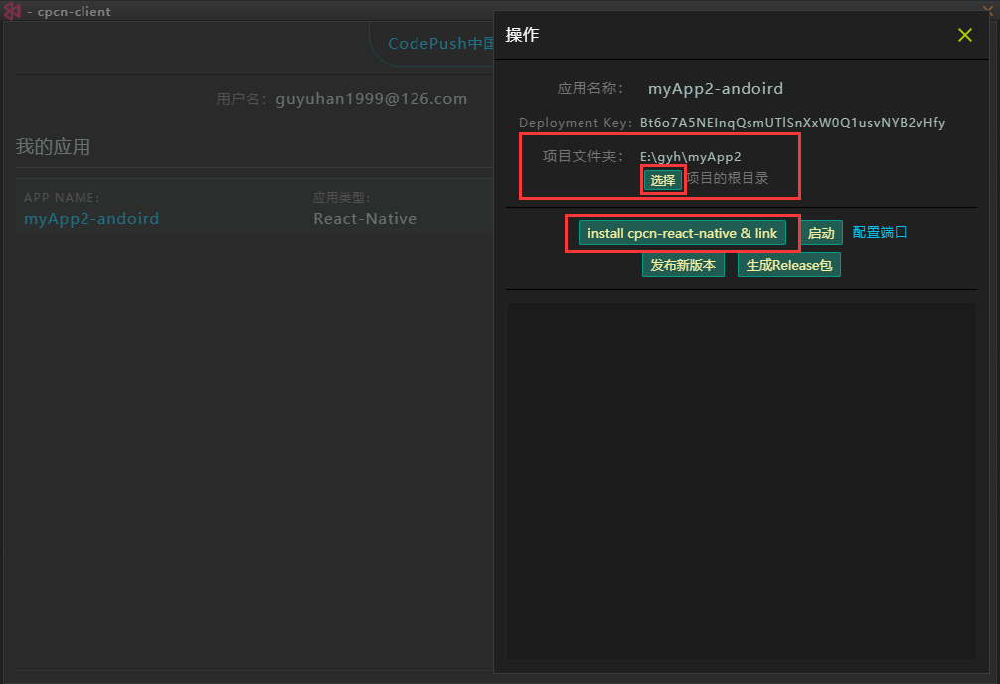 - cpcn-client
CodePush中国
用户名： guyuhan1999@126.com
我的应用
APP NAME: 应用类型：
myApp2-andoird React-Native
操作
应用名称： myApp2-andoird
Deployment Key: Bt6o7A5NEInqQsmUTlSnXxW0Q1usvNYB2vHfy
项目文件夹： E:\gyh\myApp2
选择 项目的根目录
install cpcn-react-native & link 启动 配置端口
发布新版本 生成Release包